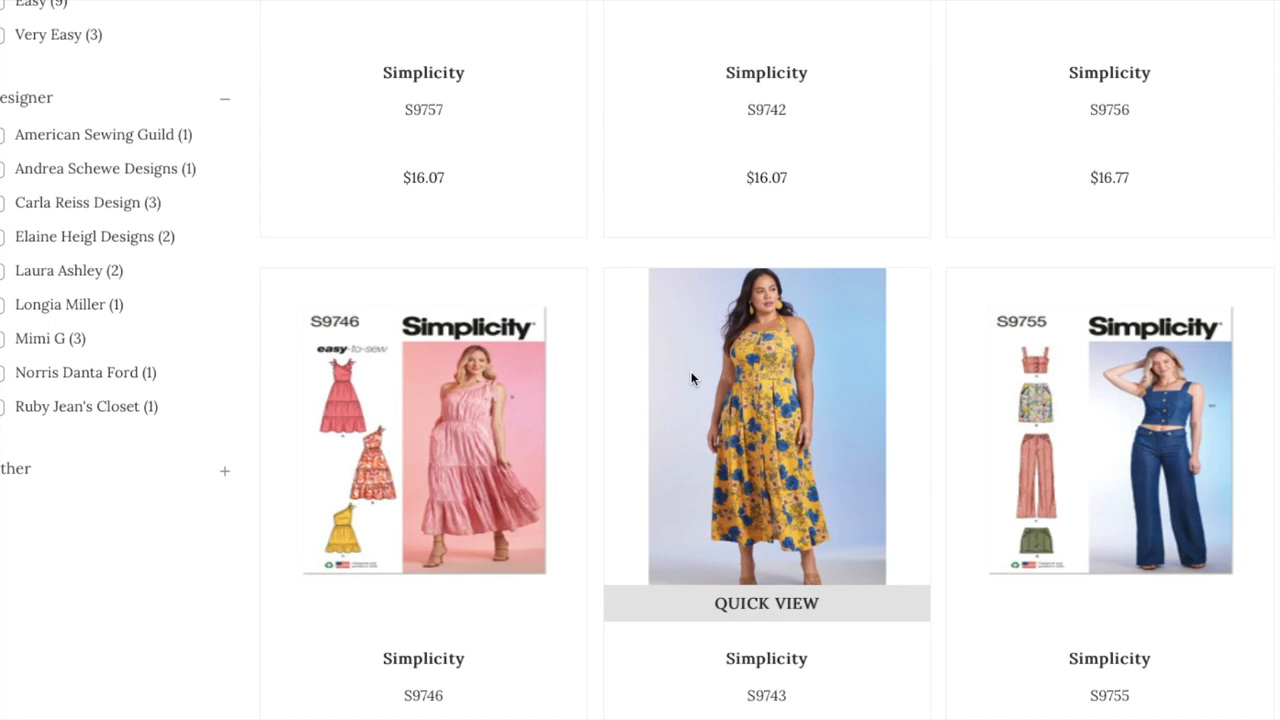 Easy (9)
Very Easy (3)
esigner
American Sewing Guild (1)
Andrea Schewe Designs (1)
Carla Reiss Design (3)
Elaine Heigl Designs (2)
Laura Ashley (2)
Longia Miller (1)
Mimi G (3)
Norris Danta Ford (1)
Ruby Jean's Closet (1)
ther
Simplicity
S9757
$16.07
Simplicity
S9742
$16.07
Simplicity
S9756
$16.77
S9746
Simplicity
easy-to-sew
Simplicity
S9746
QUICK VIEW
Simplicity
S9743
S9755
Simplicity
Simplicity
S9755